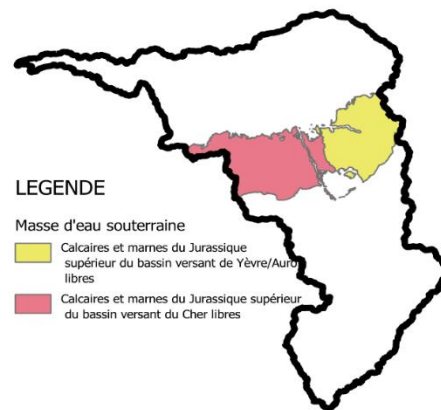 LEGENDE
Masse d'eau souterraine
Calcaires et marnes du Jurassique
supérieur du bassin versant de Yèvre/Auro
libres
Calcaires et marnes du Jurassique supérieur
du bassin versant du Cher libres